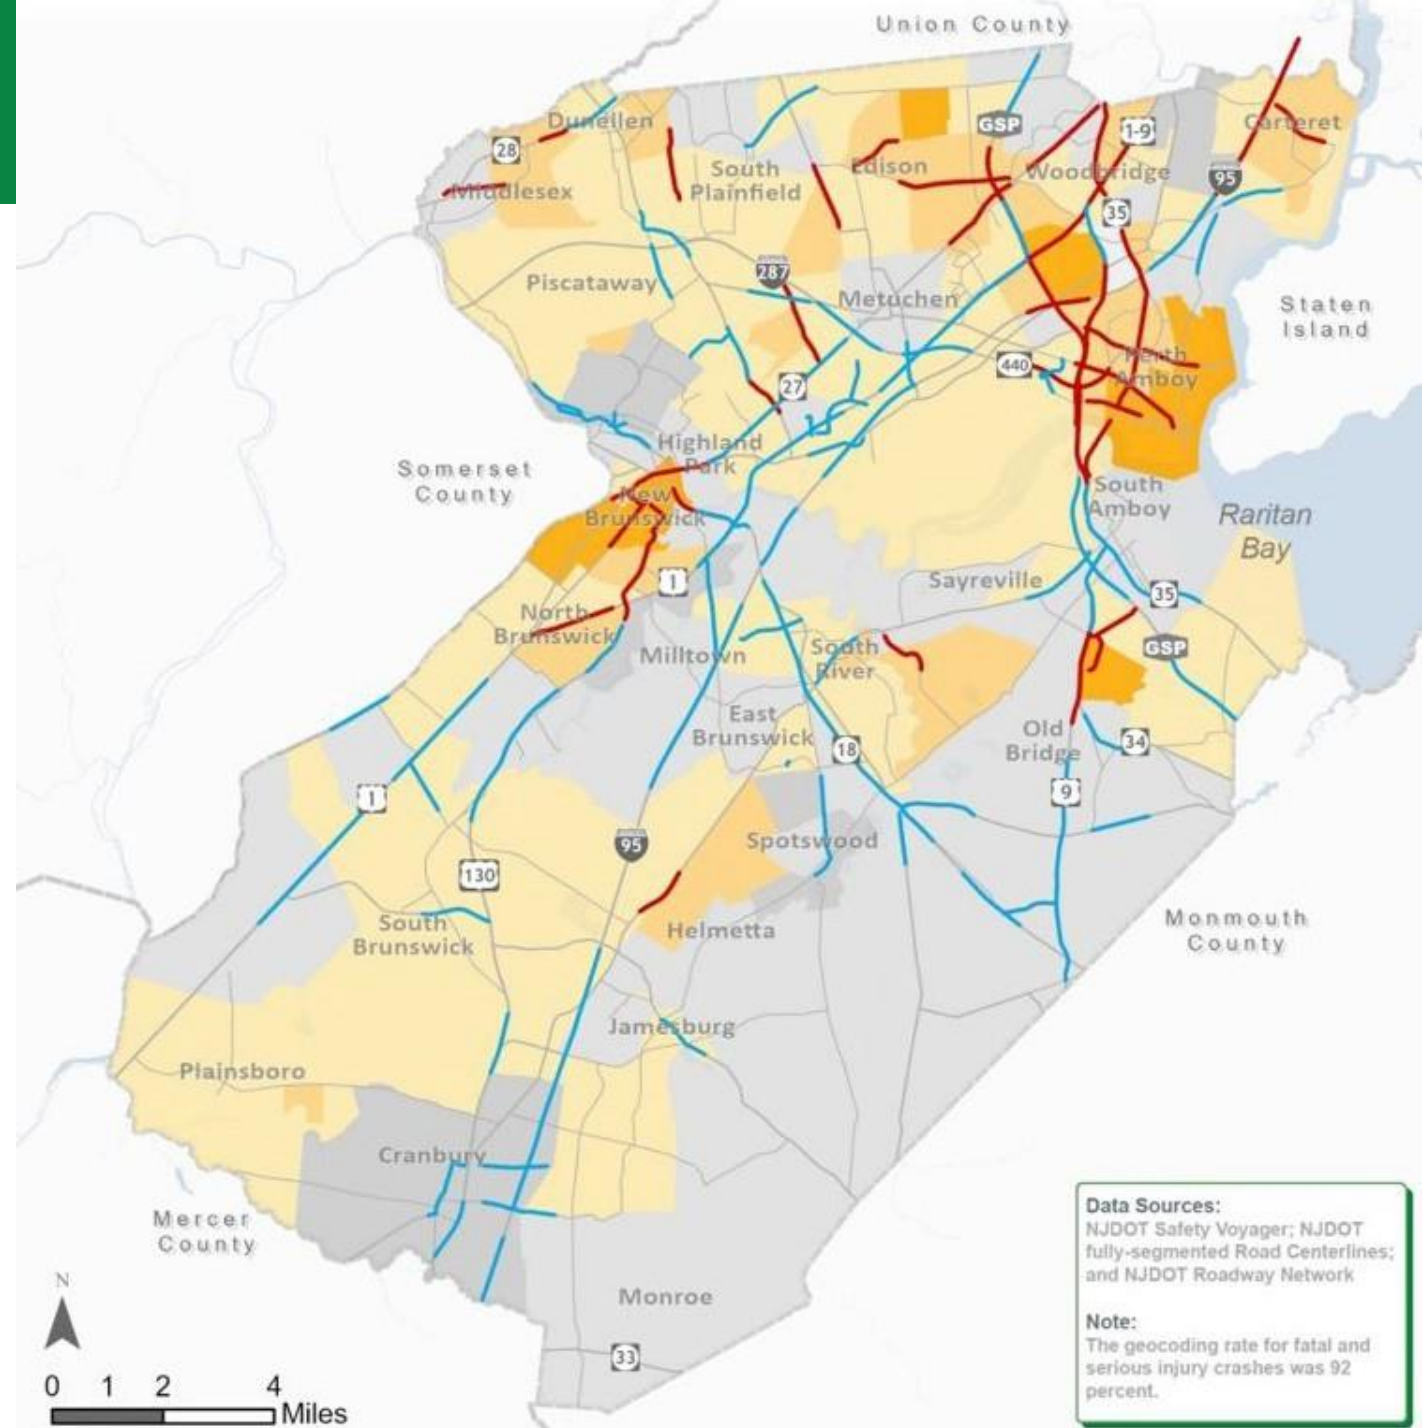 Union County
Dunellen
28
GSP
1-9
Carteret
South
Plainfield
Edison
Woodbridge
95
Middlesex
35
Piscataway
287
Metuchen
Staten
Island
440
Perth
Amboy
27
Highland
Park
Somerset
County
New
Brunswick
South
Amboy
Raritan
Bay
1
Sayreville
35
North
Brunswick
Milltown
South
River
GSP
East
Brunswick
18
Old
Bridge
34
1
9
95
Spotswood
130
South
Brunswick
Helmetta
Monmouth
County
Jamesburg
Plainsboro
Cranbury
Mercer
County
Monroe
33
N
0 1 2 4
Miles
Data Sources:
NJDOT Safety Voyager; NJDOT
fully-segmented Road Centerlines;
and NJDOT Roadway Network
Note:
The geocoding rate for fatal and
serious injury crashes was 92
percent.